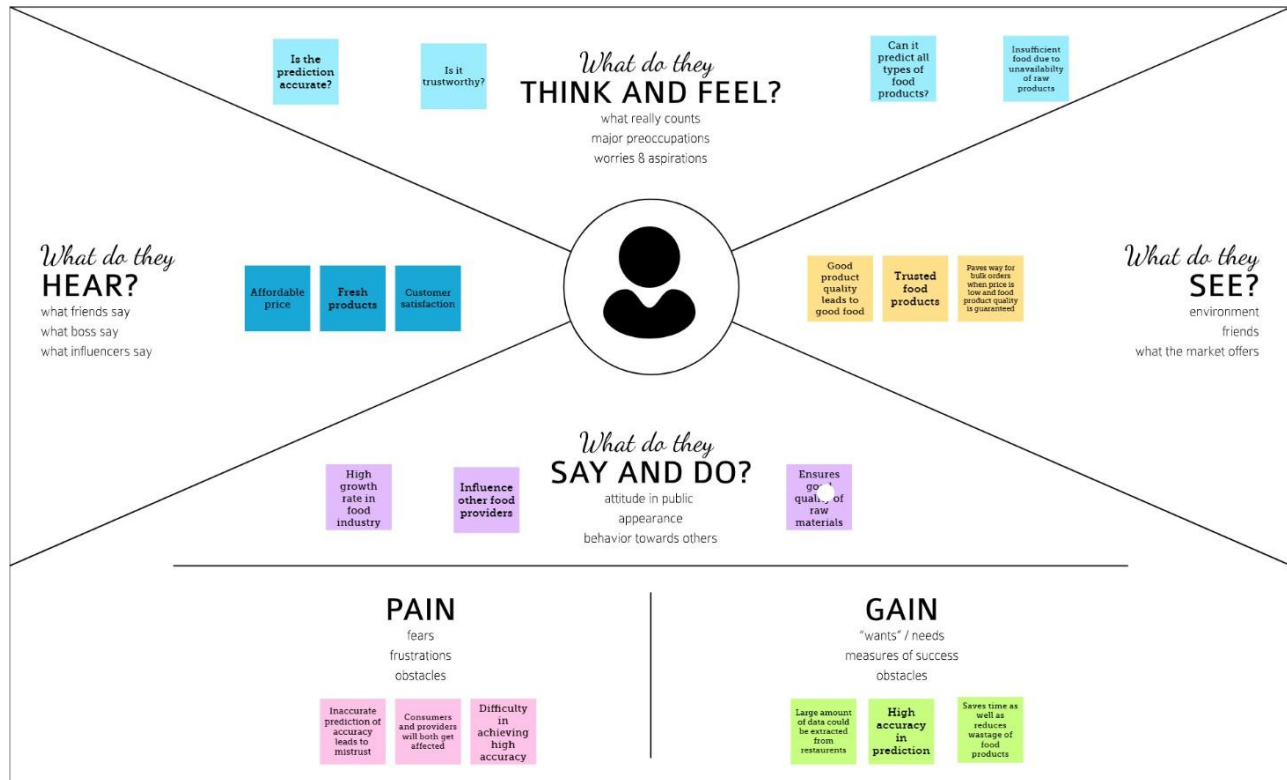 Is the
prediction
accurate?
Is it
trustworthy?
What do they
THINK AND FEEL?
what really counts
major preoccupations
worries & aspirations
Can it
predict all
types of
food
products?
Insufficient
food due to
unavailabilty
of raw
products
What do they
HEAR?
what friends say
what boss say
what influencers say
Affordable
price
Fresh
products
Customer
satisfaction
Good
product
quality
leads to
good food
Trusted
food
products
Paves way for
bulk orders
when price is
low and food
product quality
is guaranteed
What do they
SEE?
environment
friends
what the market offers
What do they
SAY AND DO?
attitude in public
appearance
behavior towards others
High
growth
rate in
food
industry
Influence
other food
providers
Ensures
good
quality of
raw
materials
PAIN
fears
frustrations
obstacles
Inaccurate
prediction of
accuracy
leads to
mistrust
Consumers
and providers
will both get
affected
Difficulty
in
achieving
high
accuracy
GAIN
"wants" / needs
measures of success
obstacles
Large amount
of data could
be extracted
from
restaurents
High
accuracy
in
prediction
Saves time as
well as
reduces
wastage of
food
products